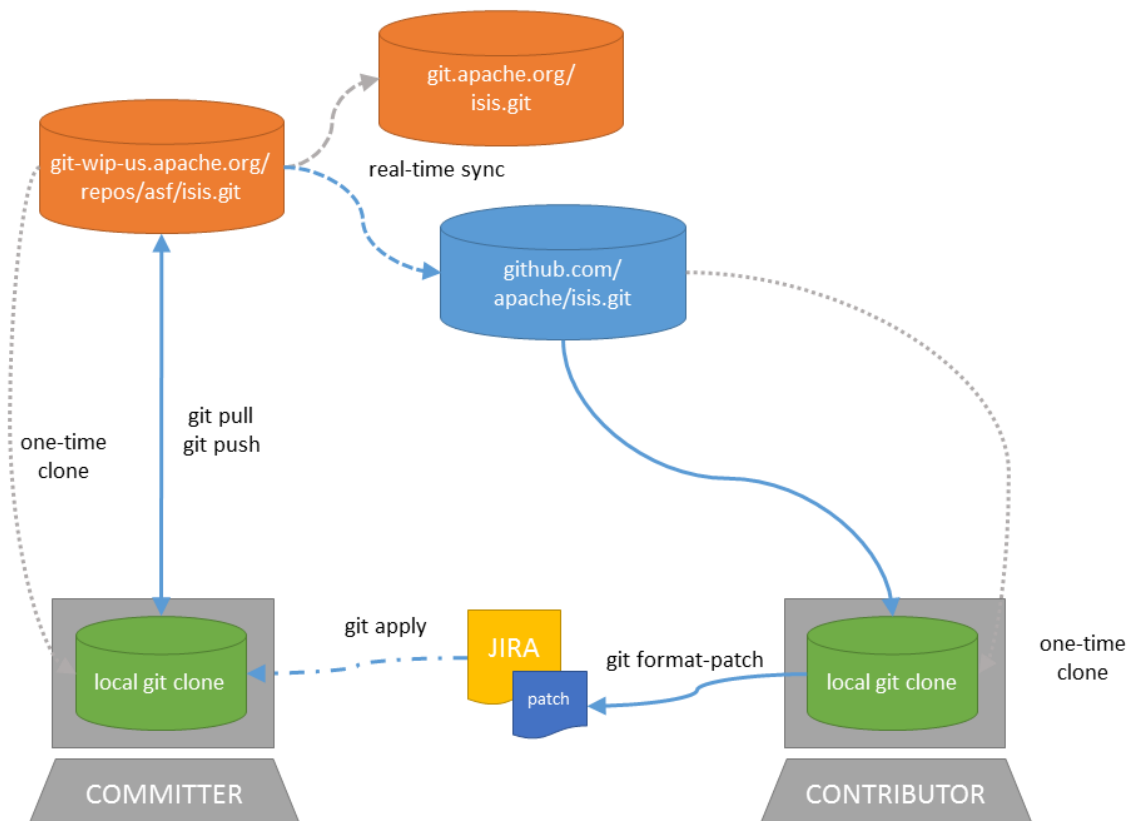 git.apache.org/
isis.git
git-wip-us.apache.org/
repos/asf/isis.git
real-time sync
github.com/
apache/isis.git
git pull
git push
one-time
clone
git apply
JIRA
git format-patch
patch
one-time
clone
local git clone
local git clone
COMMITTER
CONTRIBUTOR